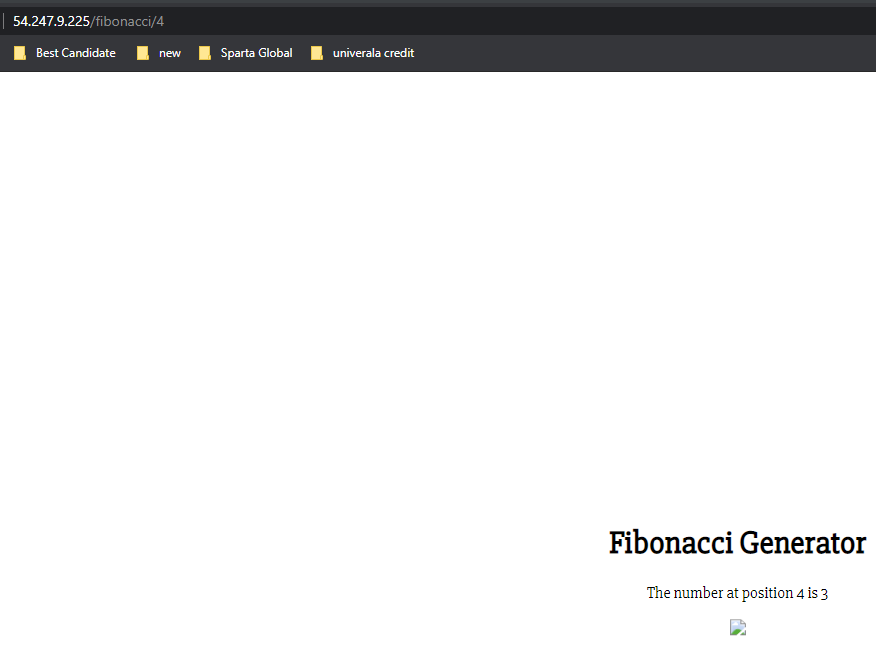 54.247.9.225/fibonacci/4
Best Candidate new Sparta Global univerala credit
Fibonacci Generator
The number at position 4 is 3